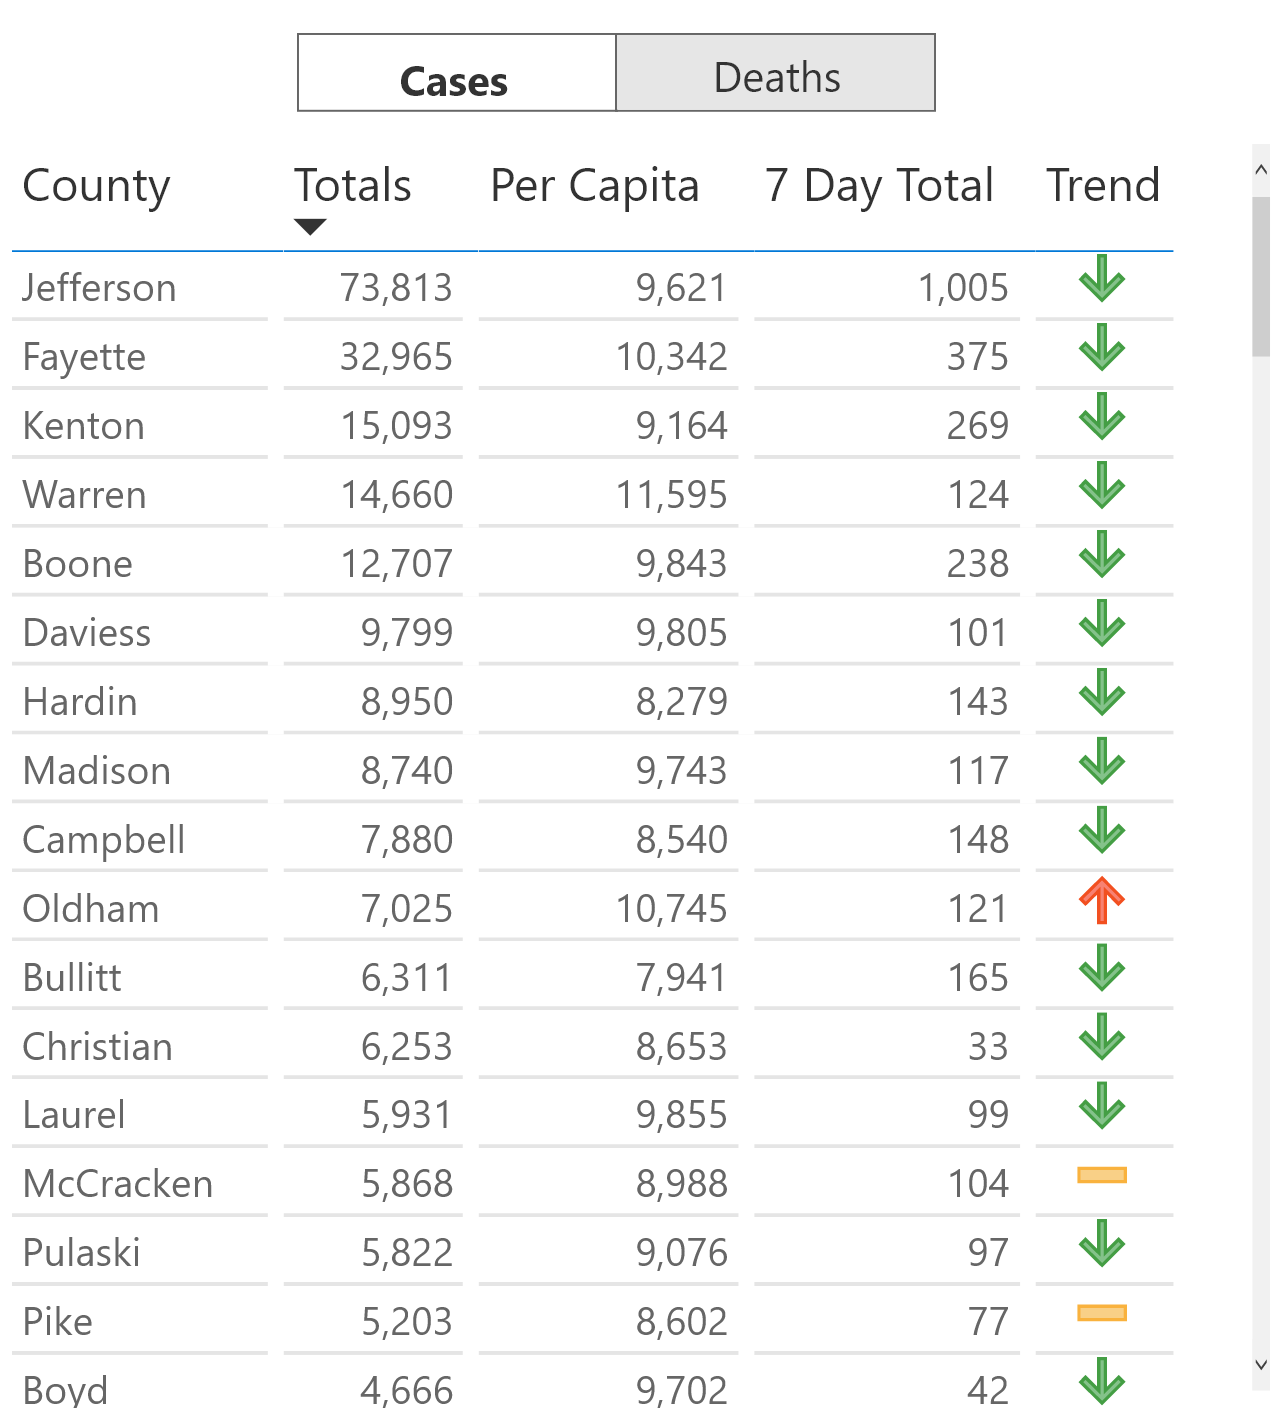 Cases Deaths
County Totals Per Capita 7 Day Total Trend
Jefferson 73,813 9,621 1,005
Fayette 32,965 10,342 375
Kenton 15,093 9,164 269
Warren 14,660 11,595 124
Boone 12,707 9,843 238
Daviess 9,799 9,805 101
Hardin 8,950 8,279 143
Madison 8,740 9,743 117
Campbell 7,880 8,540 148
Oldham 7,025 10,745 121
Bullitt 6,311 7,941 165
Christian 6,253 8,653 33
Laurel 5,931 9,855 99
McCracken 5,868 8,988 104
Pulaski 5,822 9,076 97
Pike 5,203 8,602 77
Boyd 4,666 9,702 42